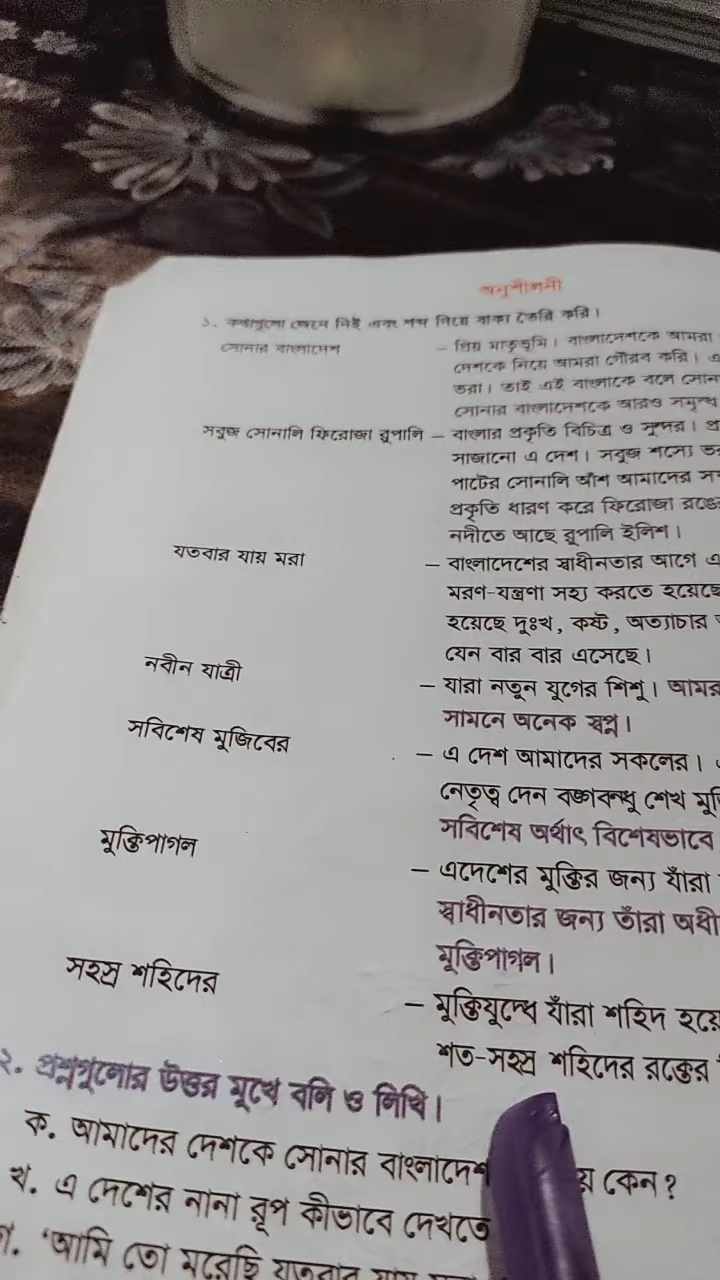 অনুশীলনী
১. কথাগুলো জেনে নিই এবং শব্দ নিয়ে বাক্য তৈরি করি।
সোনার বাংলাদেশ – প্রিয় মাতৃভূমি। বাংলাদেশকে আমরা
দেশকে নিয়ে আমরা গৌরব করি। এ
ভরা। তাই এই বাংলাকে বলে সোন
সোনার বাংলাদেশকে আরও সমৃদ্ধ
সবুজ সোনালি ফিরোজা রুপালি – বাংলার প্রকৃতি বিচিত্র ও সুন্দর। প্র
সাজানো এ দেশ। সবুজ শস্যে ভ
পাটের সোনালি আঁশ আমাদের স
প্রকৃতি ধারণ করে ফিরোজা রঙে
নদীতে আছে রুপালি ইলিশ।
যতবার যায় মরা – বাংলাদেশের স্বাধীনতার আগে এ
মরণ-যন্ত্রণা সহ্য করতে হয়েছে
হয়েছে দুঃখ, কষ্ট, অত্যাচার
যেন বার বার এসেছে।
নবীন যাত্রী – যারা নতুন যুগের শিশু। আমর
সামনে অনেক স্বপ্ন।
সবিশেষ মুজিবের – এ দেশ আমাদের সকলের।
নেতৃত্ব দেন বঙ্গবন্ধু শেখ মুজি
সবিশেষ অর্থাৎ বিশেষভাবে
মুক্তিপাগল – এদেশের মুক্তির জন্য যাঁরা
স্বাধীনতার জন্য তাঁরা অধী
মুক্তিপাগল।
সহস্র শহিদের – মুক্তিযুদ্ধে যাঁরা শহিদ হয়ে
শত-সহস্র শহিদের রক্তের
২. প্রশ্নগুলোর উত্তর মুখে বলি ও লিখি।
ক. আমাদের দেশকে সোনার বাংলাদেশ য় কেন?
খ. এ দেশের নানা রূপ কীভাবে দেখতে
গ. ‘আমি তো মরেছি যতবার যায়